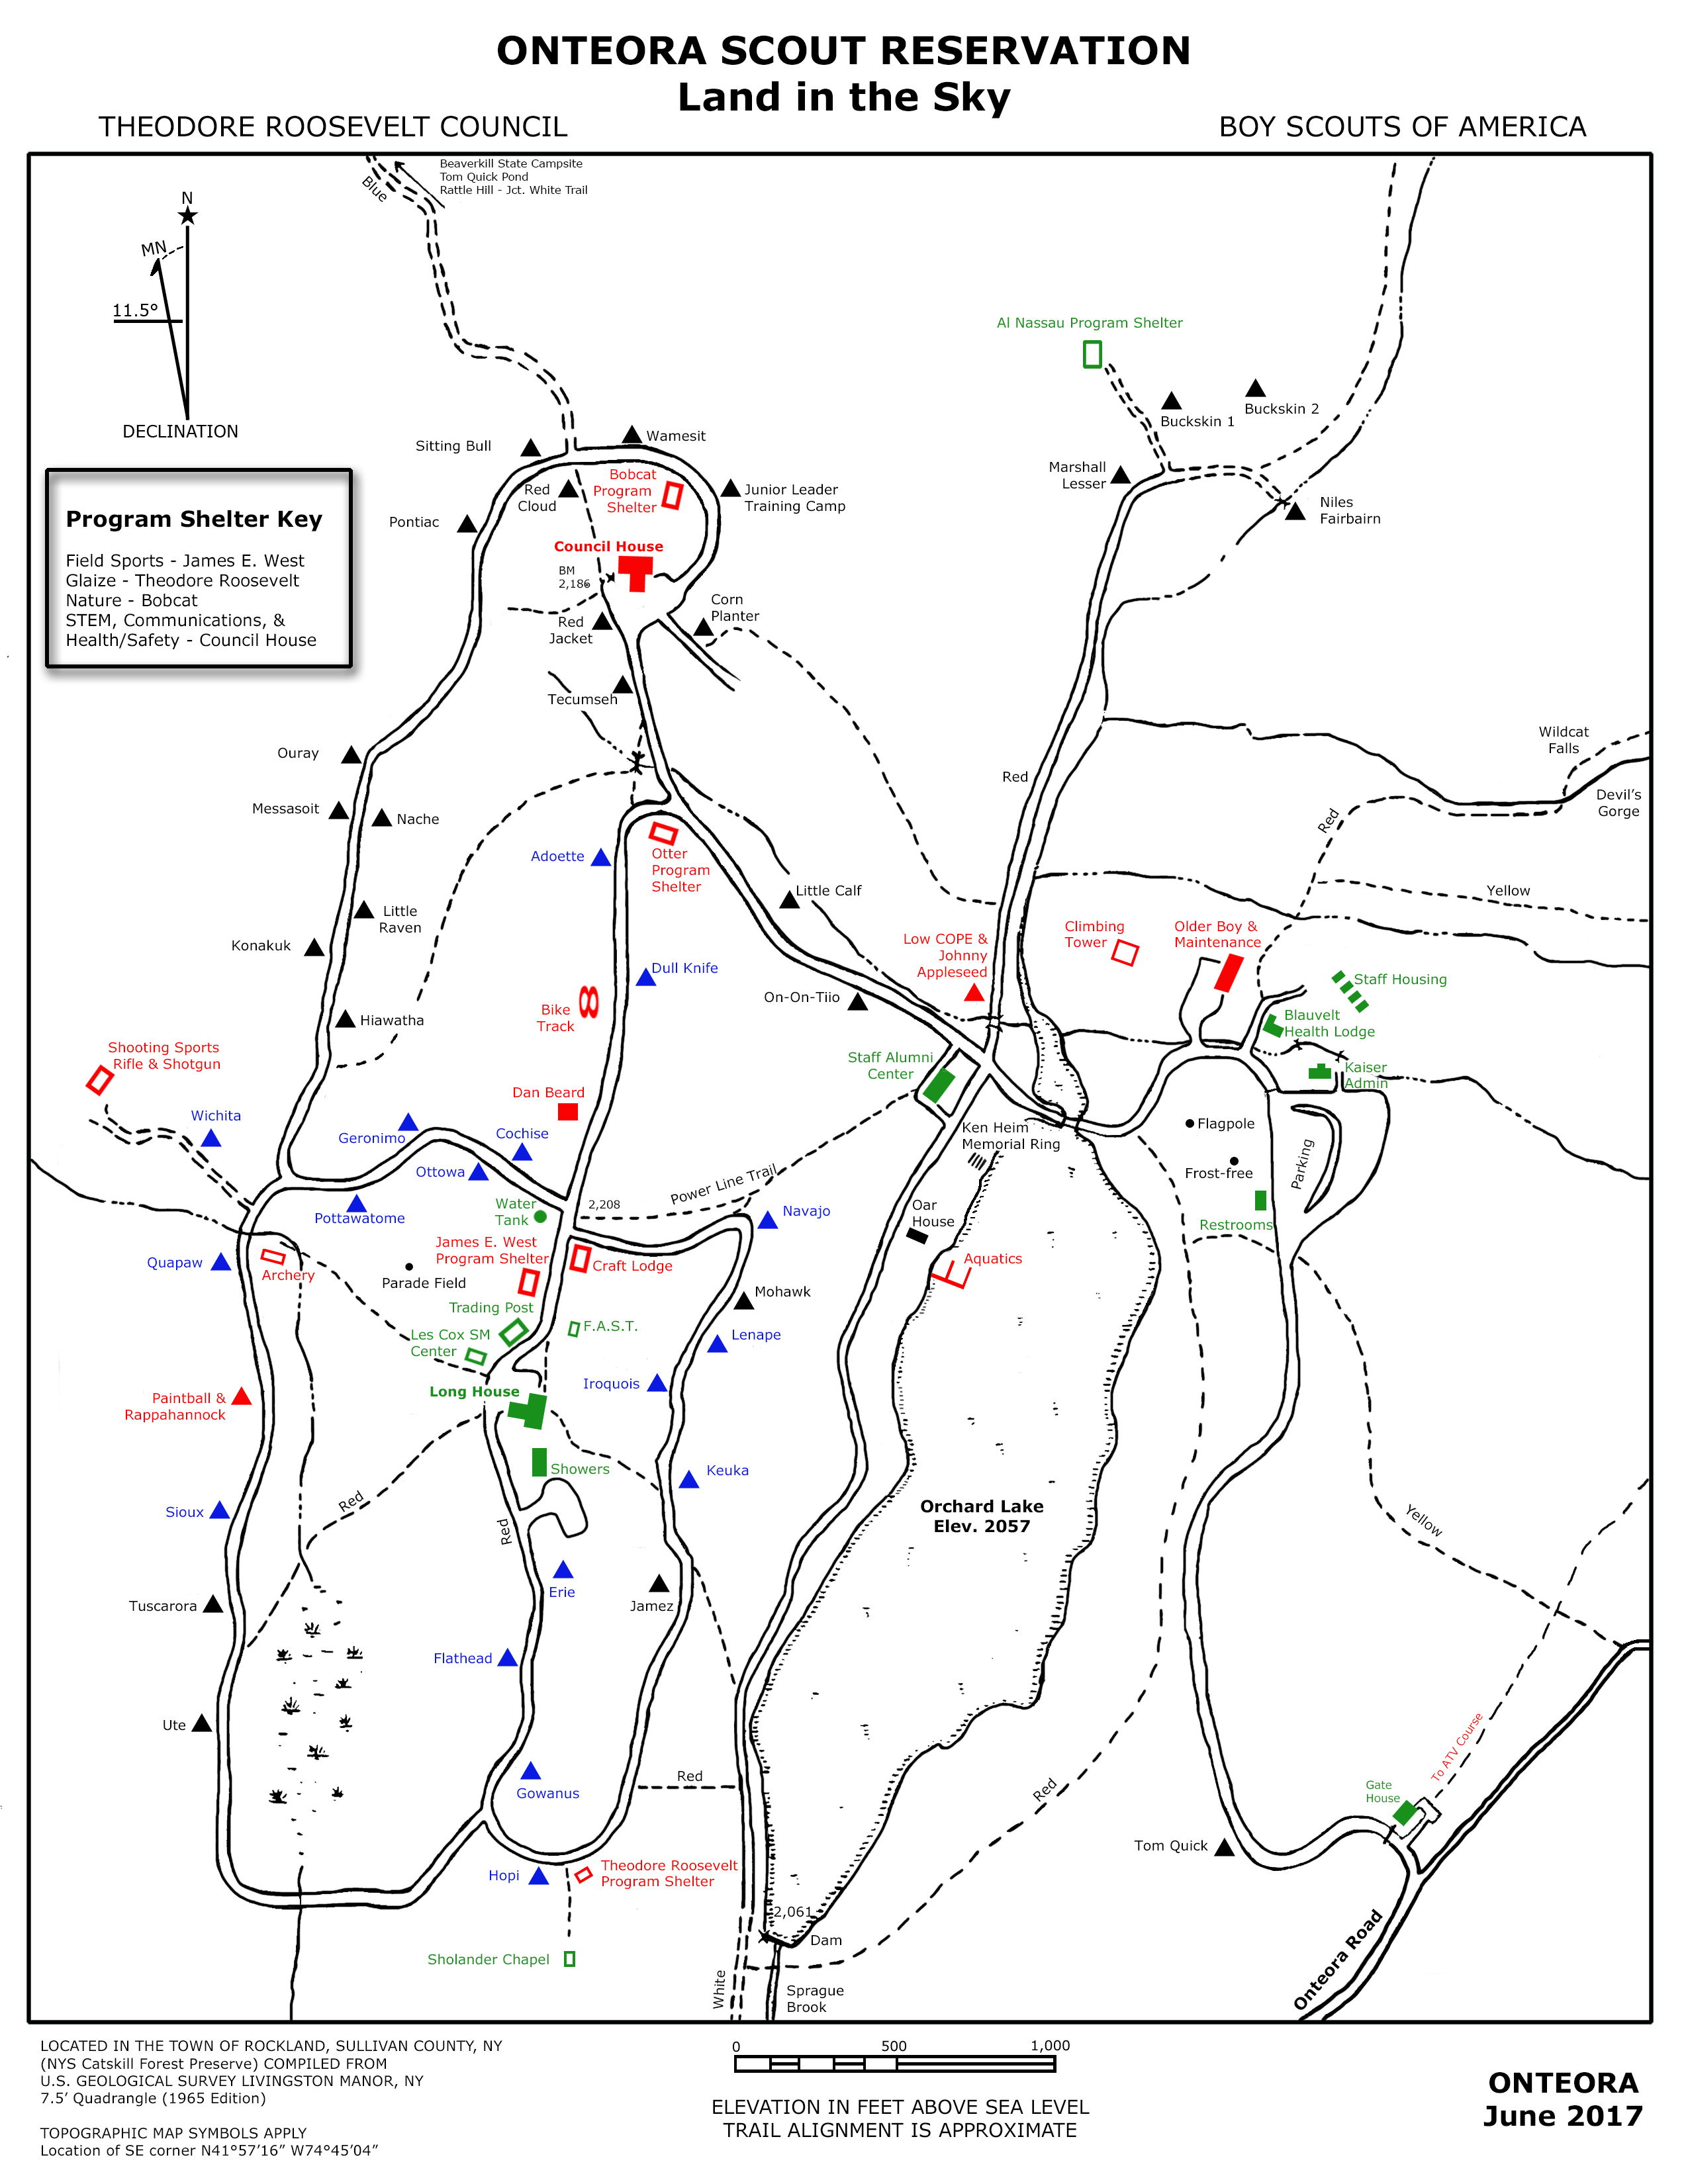 ONTEORA SCOUT RESERVATION
Land in the Sky
THEODORE ROOSEVELT COUNCIL
BOY SCOUTS OF AMERICA
Blue
Beaverkill State Campsite
Tom Quick Pond
Rattle Hill - Jct. White Trail
N
MN
11.5°
DECLINATION
Program Shelter Key
Field Sports - James E. West
Glaize - Theodore Roosevelt
Nature - Bobcat
STEM, Communications, &
Health/Safety - Council House
Al Nassau Program Shelter
Buckskin 1
Buckskin 2
Marshall
Lesser
Niles
Fairbairn
Sitting Bull
Wamesit
Red
Cloud
Bobcat
Program
Shelter
Junior Leader
Training Camp
Pontiac
Council House
BM
2,186
Red
Jacket
Corn
Planter
Tecumseh
Ouray
Messasoit
Nache
Red
Wildcat
Falls
Devil's
Gorge
Red
Yellow
Adoette
Otter
Program
Shelter
Little Calf
Little
Raven
Konakuk
Dull Knife
Bike
Track
Hiawatha
On-On-Tiio
Low COPE &
Johnny
Appleseed
Climbing
Tower
Older Boy &
Maintenance
Staff Housing
Blauvelt
Health Lodge
Kaiser
Admin
Staff Alumni
Center
Shooting Sports
Rifle & Shotgun
Dan Beard
Wichita
Geronimo
Cochise
Ottowa
Pottawatome
Water
Tank
2,208
Power Line Trail
Ken Heim
Memorial Ring
Flagpole
Frost-free
Parking
Restrooms
Navajo
Oar
House
Aquatics
Quapaw
Archery
Parade Field
James E. West
Program Shelter
Craft Lodge
Trading Post
Les Cox SM
Center
F.A.S.T.
Mohawk
Lenape
Iroquois
Long House
Paintball &
Rappahannock
Showers
Keuka
Red
Red
Sioux
Orchard Lake
Elev. 2057
Yellow
Erie
Jamez
Tuscarora
Flathead
Ute
Gowanus
Red
Red
To ATV Course
Gate
House
Tom Quick
Hopi
Theodore Roosevelt
Program Shelter
2,061
Dam
Sholander Chapel
White
Sprague
Brook
Onteora Road
LOCATED IN THE TOWN OF ROCKLAND, SULLIVAN COUNTY, NY
(NYS Catskill Forest Preserve) COMPILED FROM
U.S. GEOLOGICAL SURVEY LIVINGSTON MANOR, NY
7.5' Quadrangle (1965 Edition)
TOPOGRAPHIC MAP SYMBOLS APPLY
Location of SE corner N41°57'16" W74°45'04"
0 500 1,000
ELEVATION IN FEET ABOVE SEA LEVEL
TRAIL ALIGNMENT IS APPROXIMATE
ONTEORA
June 2017